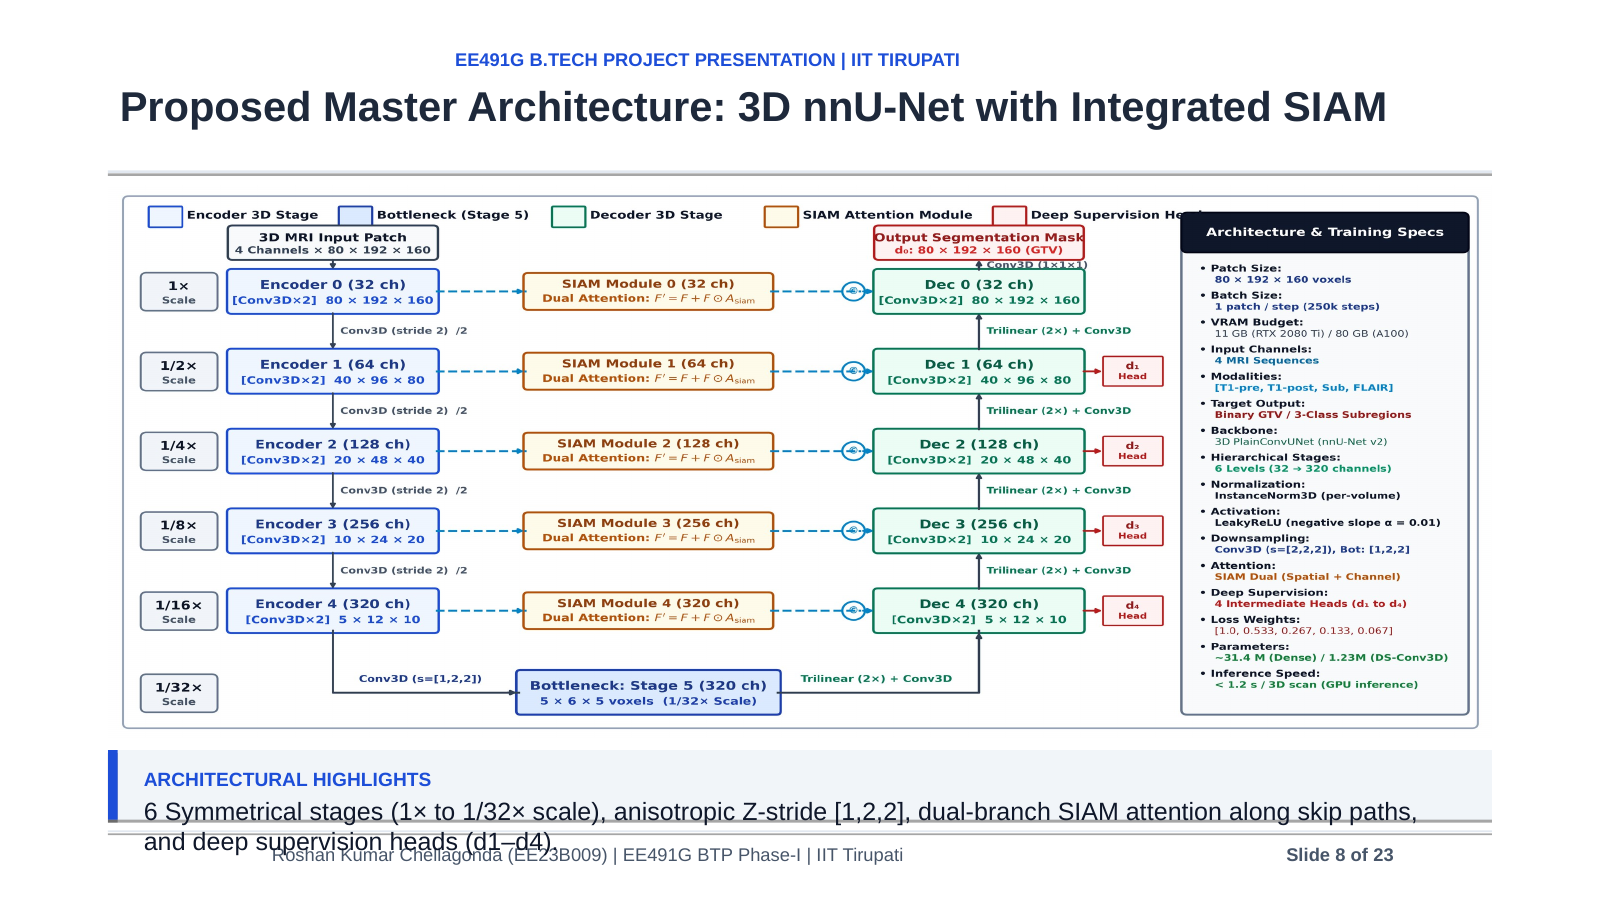 EE491G B.TECH PROJECT PRESENTATION | IIT TIRUPATI
Proposed Master Architecture: 3D nnU-Net with Integrated SIAM
Encoder 3D Stage
Bottleneck (Stage 5)
Decoder 3D Stage
SIAM Attention Module
Deep Supervision
3D MRI Input Patch
4 Channels × 80 × 192 × 160
Output Segmentation Mask
d₀: 80 × 192 × 160 (GTV)
Conv3D (1×1×1)
1×
Scale
Encoder 0 (32 ch)
[Conv3D×2]  80 × 192 × 160
SIAM Module 0 (32 ch)
Dual Attention: F′ = F + F ⊙ A_siam
Dec 0 (32 ch)
[Conv3D×2]  80 × 192 × 160
Conv3D (stride 2)  /2
Trilinear (2×) + Conv3D
1/2×
Scale
Encoder 1 (64 ch)
[Conv3D×2]  40 × 96 × 80
SIAM Module 1 (64 ch)
Dual Attention: F′ = F + F ⊙ A_siam
Dec 1 (64 ch)
[Conv3D×2]  40 × 96 × 80
d₁
Head
Conv3D (stride 2)  /2
Trilinear (2×) + Conv3D
1/4×
Scale
Encoder 2 (128 ch)
[Conv3D×2]  20 × 48 × 40
SIAM Module 2 (128 ch)
Dual Attention: F′ = F + F ⊙ A_siam
Dec 2 (128 ch)
[Conv3D×2]  20 × 48 × 40
d₂
Head
Conv3D (stride 2)  /2
Trilinear (2×) + Conv3D
1/8×
Scale
Encoder 3 (256 ch)
[Conv3D×2]  10 × 24 × 20
SIAM Module 3 (256 ch)
Dual Attention: F′ = F + F ⊙ A_siam
Dec 3 (256 ch)
[Conv3D×2]  10 × 24 × 20
d₃
Head
Conv3D (stride 2)  /2
Trilinear (2×) + Conv3D
1/16×
Scale
Encoder 4 (320 ch)
[Conv3D×2]  5 × 12 × 10
SIAM Module 4 (320 ch)
Dual Attention: F′ = F + F ⊙ A_siam
Dec 4 (320 ch)
[Conv3D×2]  5 × 12 × 10
d₄
Head
1/32×
Scale
Conv3D (s=[1,2,2])
Bottleneck: Stage 5 (320 ch)
5 × 6 × 5 voxels  (1/32× Scale)
Trilinear (2×) + Conv3D
Architecture & Training Specs
• Patch Size:
80 × 192 × 160 voxels
• Batch Size:
1 patch / step (250k steps)
• VRAM Budget:
11 GB (RTX 2080 Ti) / 80 GB (A100)
• Input Channels:
4 MRI Sequences
• Modalities:
[T1-pre, T1-post, Sub, FLAIR]
• Target Output:
Binary GTV / 3-Class Subregions
• Backbone:
3D PlainConvUNet (nnU-Net v2)
• Hierarchical Stages:
6 Levels (32 → 320 channels)
• Normalization:
InstanceNorm3D (per-volume)
• Activation:
LeakyReLU (negative slope α = 0.01)
• Downsampling:
Conv3D (s=[2,2,2]), Bot: [1,2,2]
• Attention:
SIAM Dual (Spatial + Channel)
• Deep Supervision:
4 Intermediate Heads (d₁ to d₄)
• Loss Weights:
[1.0, 0.533, 0.267, 0.133, 0.067]
• Parameters:
~31.4 M (Dense) / 1.23M (DS-Conv3D)
• Inference Speed:
< 1.2 s / 3D scan (GPU inference)
ARCHITECTURAL HIGHLIGHTS
6 Symmetrical stages (1× to 1/32× scale), anisotropic Z-stride [1,2,2], dual-branch SIAM attention along skip paths,
and deep supervision heads (d1–d4).
Roshan Kumar Chellagonda (EE23B009) | EE491G BTP Phase-I | IIT Tirupati
Slide 8 of 23